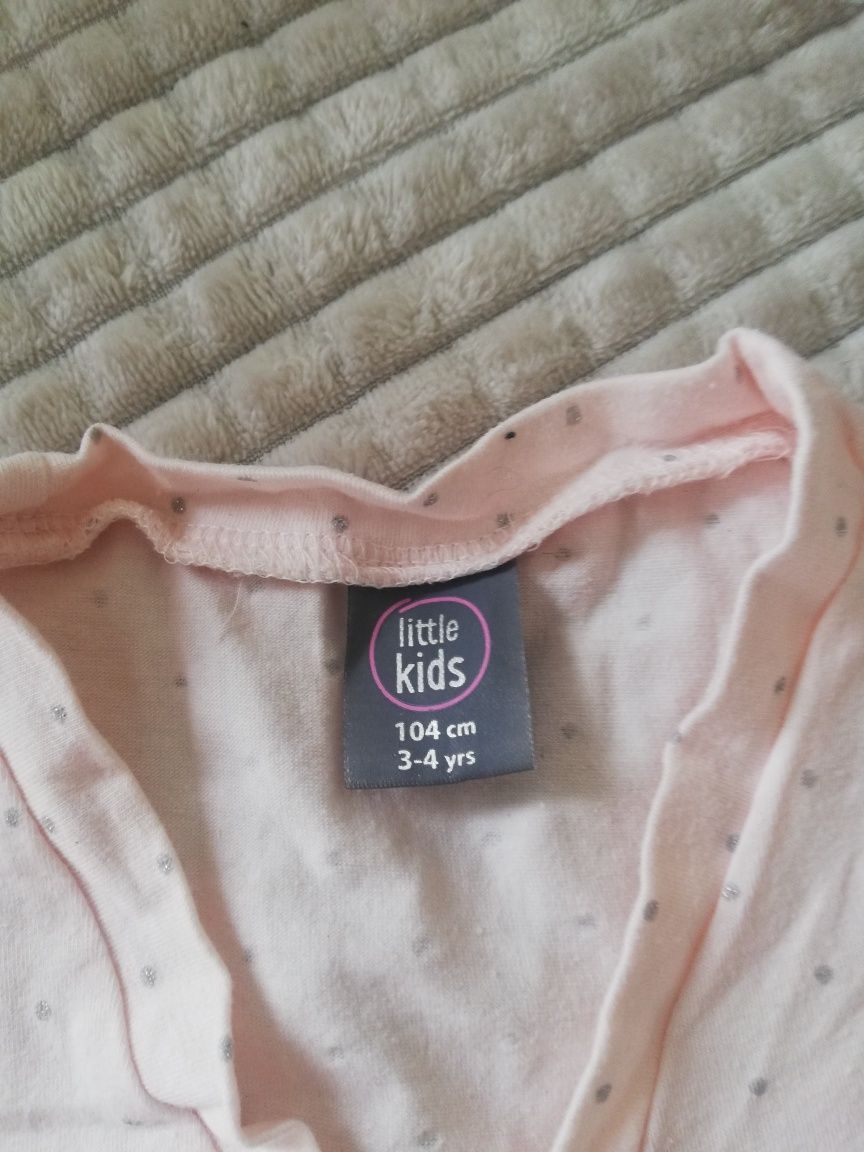 little
kids
104 cm
3-4 yrs